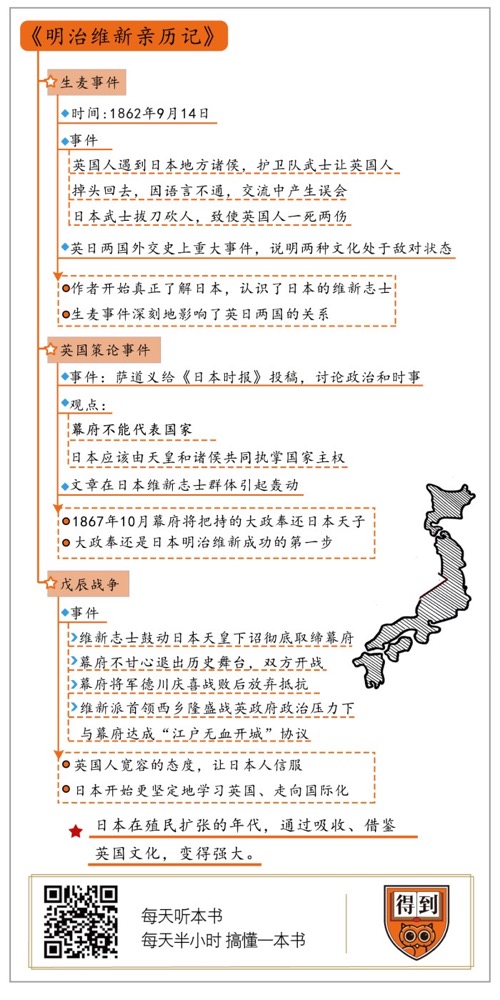 《明治维新亲历记》
生麦事件
时间:1862年9月14日
事件
英国人遇到日本地方诸侯，护卫队武士让英国人
掉头回去，因语言不通，交流中产生误会
日本武士拔刀砍人，致使英国人一死两伤
英日两国外交史上重大事件，说明两种文化处于敌对状态
作者开始真正了解日本，认识了日本的维新志士
生麦事件深刻地影响了英日两国的关系
英国策论事件
事件：萨道义给《日本时报》投稿，讨论政治和时事
观点：
幕府不能代表国家
日本应该由天皇和诸侯共同执掌国家主权
文章在日本维新志士群体引起轰动
1867年10月幕府将把持的大政奉还日本天子
大政奉还是日本明治维新成功的第一步
戊辰战争
事件
维新志士鼓动日本天皇下诏彻底取缔幕府
幕府不甘心退出历史舞台，双方开战
幕府将军德川庆喜战败后放弃抵抗
维新派首领西乡隆盛战英政府政治压力下
与幕府达成“江户无血开城”协议
英国人宽容的态度，让日本人信服
日本开始更坚定地学习英国、走向国际化
日本在殖民扩张的年代，通过吸收、借鉴
英国文化，变得强大。
每天听本书
每天半小时 搞懂一本书
得到